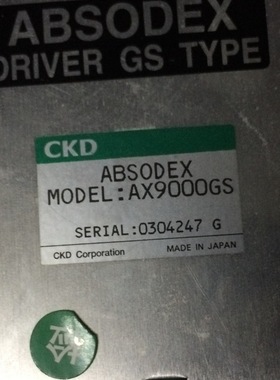 ABSODEX
DRIVER GS TYPE
CKD
ABSODEX
MODEL:AX9000GS
SERIAL:0304247 G
CKD Corporation MADE IN JAPAN